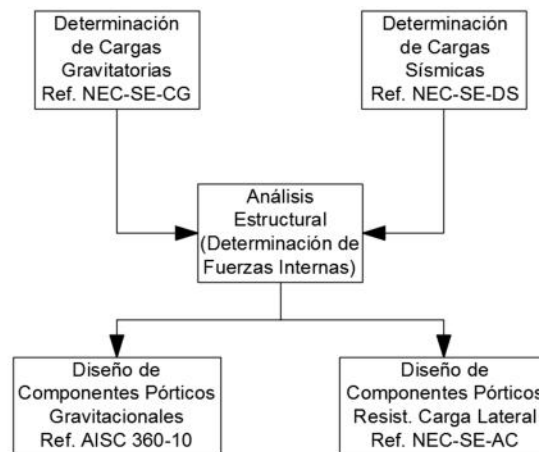 Determinación
de Cargas
Gravitatorias
Ref. NEC-SE-CG
Determinación
de Cargas
Sísmicas
Ref. NEC-SE-DS
Análisis
Estructural
(Determinación de
Fuerzas Internas)
Diseño de
Componentes Pórticos
Gravitacionales
Ref. AISC 360-10
Diseño de
Componentes Pórticos
Resist. Carga Lateral
Ref. NEC-SE-AC